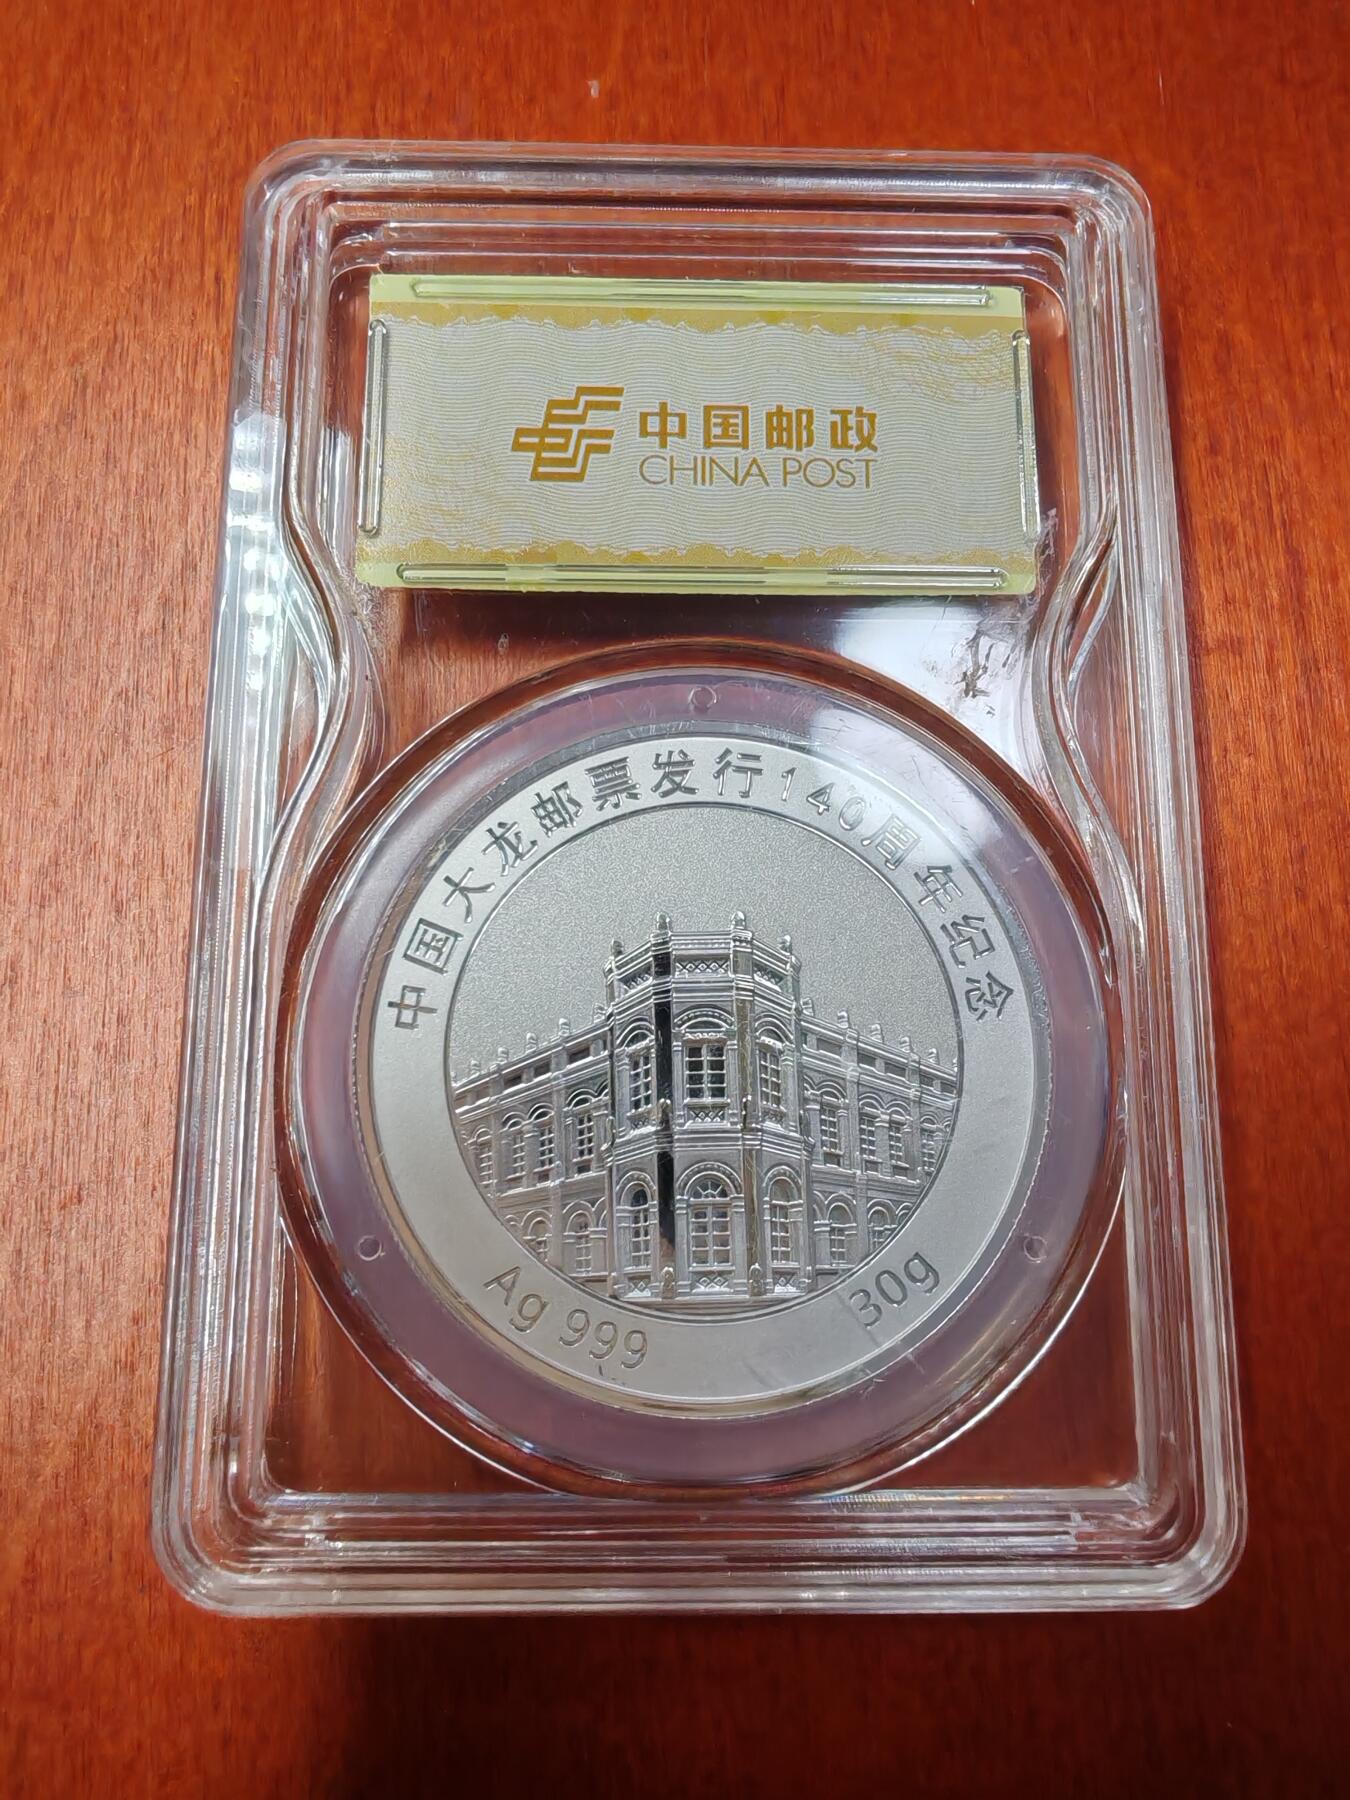 中国邮政
CHINA POST
中国大龙邮票发行140周年纪念
Ag 999
30g